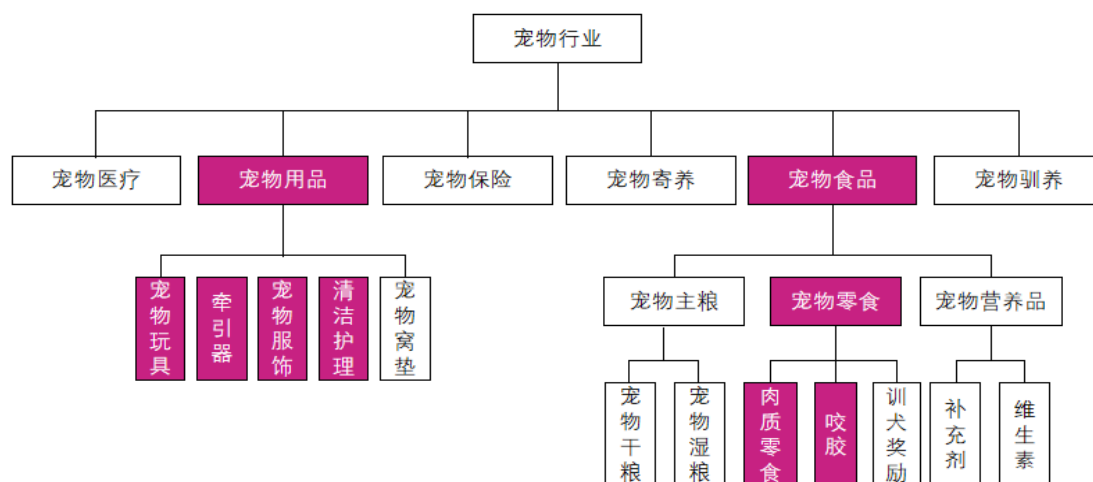 宠物行业
宠物医疗
宠物用品
宠物保险
宠物寄养
宠物食品
宠物驯养
宠物玩具
牵引器
宠物服饰
清洁护理
宠物窝垫
宠物主粮
宠物零食
宠物营养品
宠物干粮
宠物湿粮
肉质零食
咬胶
训犬奖励
补充剂
维生素